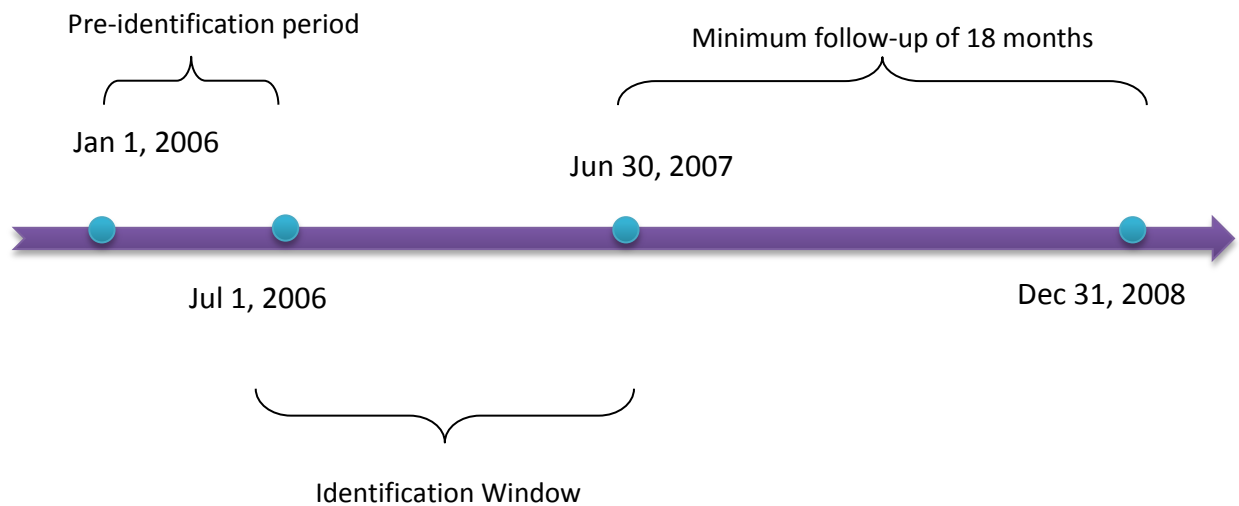 Pre-identification period
Minimum follow-up of 18 months
Jan 1, 2006
Jun 30, 2007
Jul 1, 2006
Dec 31, 2008
Identification Window